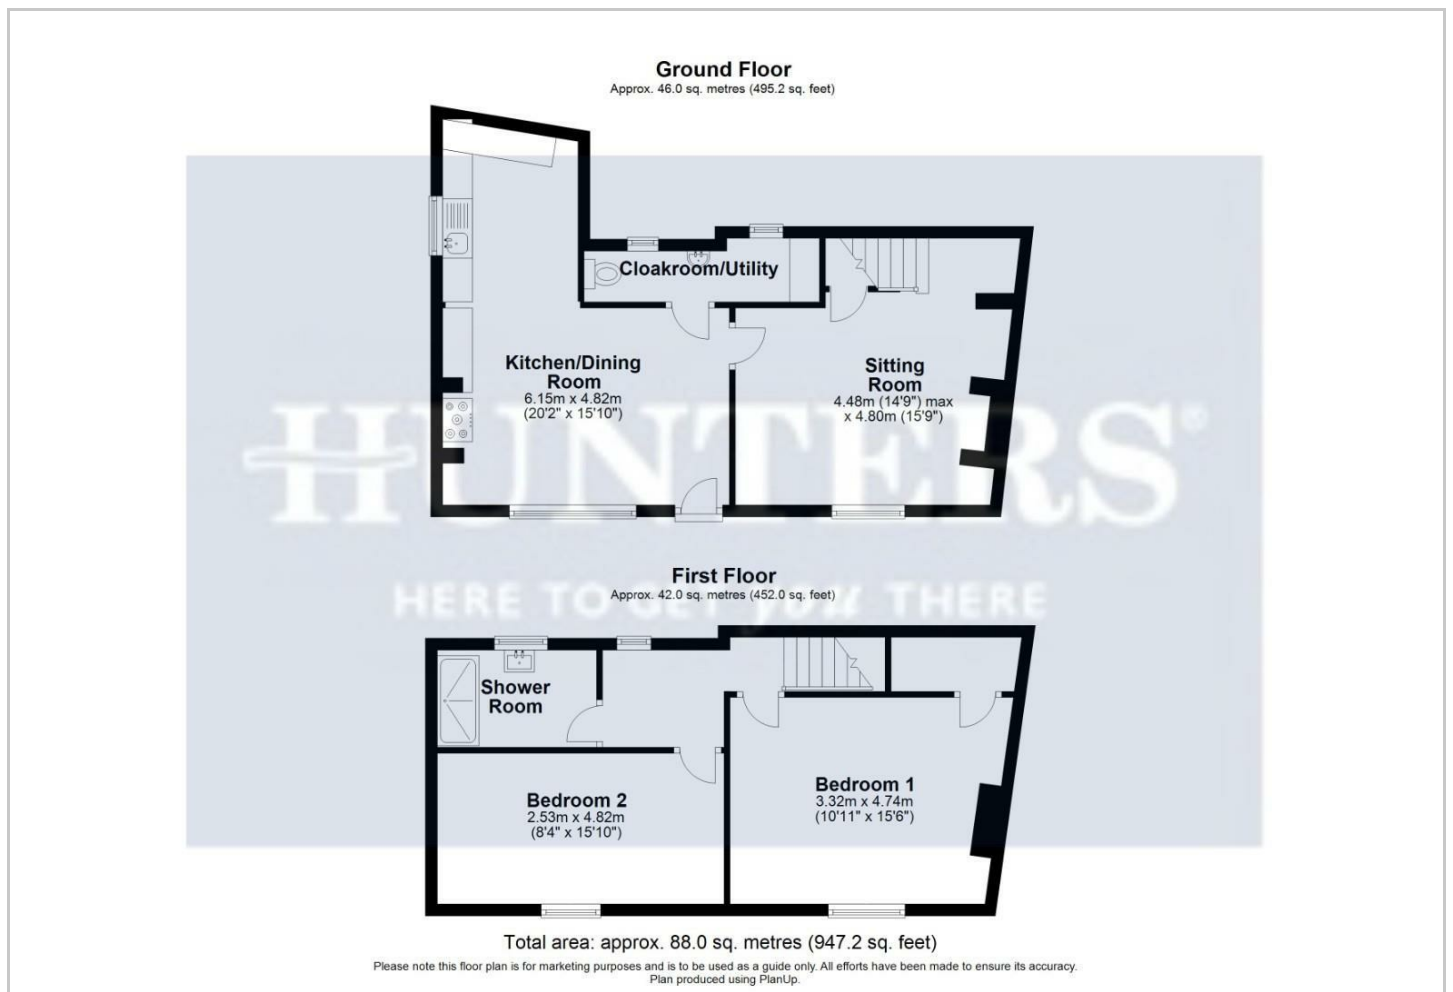 Ground Floor
Approx. 46.0 sq. metres (495.2 sq. feet)
Cloakroom/Utility
Kitchen/Dining
Room
6.15m x 4.82m
(20'2" x 15'10")
Sitting
Room
4.48m (14'9") max
x 4.80m (15'9")
HUNTERS®
HERE TO GET you THERE
First Floor
Approx. 42.0 sq. metres (452.0 sq. feet)
Shower
Room
Bedroom 2
2.53m x 4.82m
(8'4" x 15'10")
Bedroom 1
3.32m x 4.74m
(10'11" x 15'6")
Total area: approx. 88.0 sq. metres (947.2 sq. feet)
Please note this floor plan is for marketing purposes and is to be used as a guide only. All efforts have been made to ensure its accuracy.
Plan produced using PlanUp.